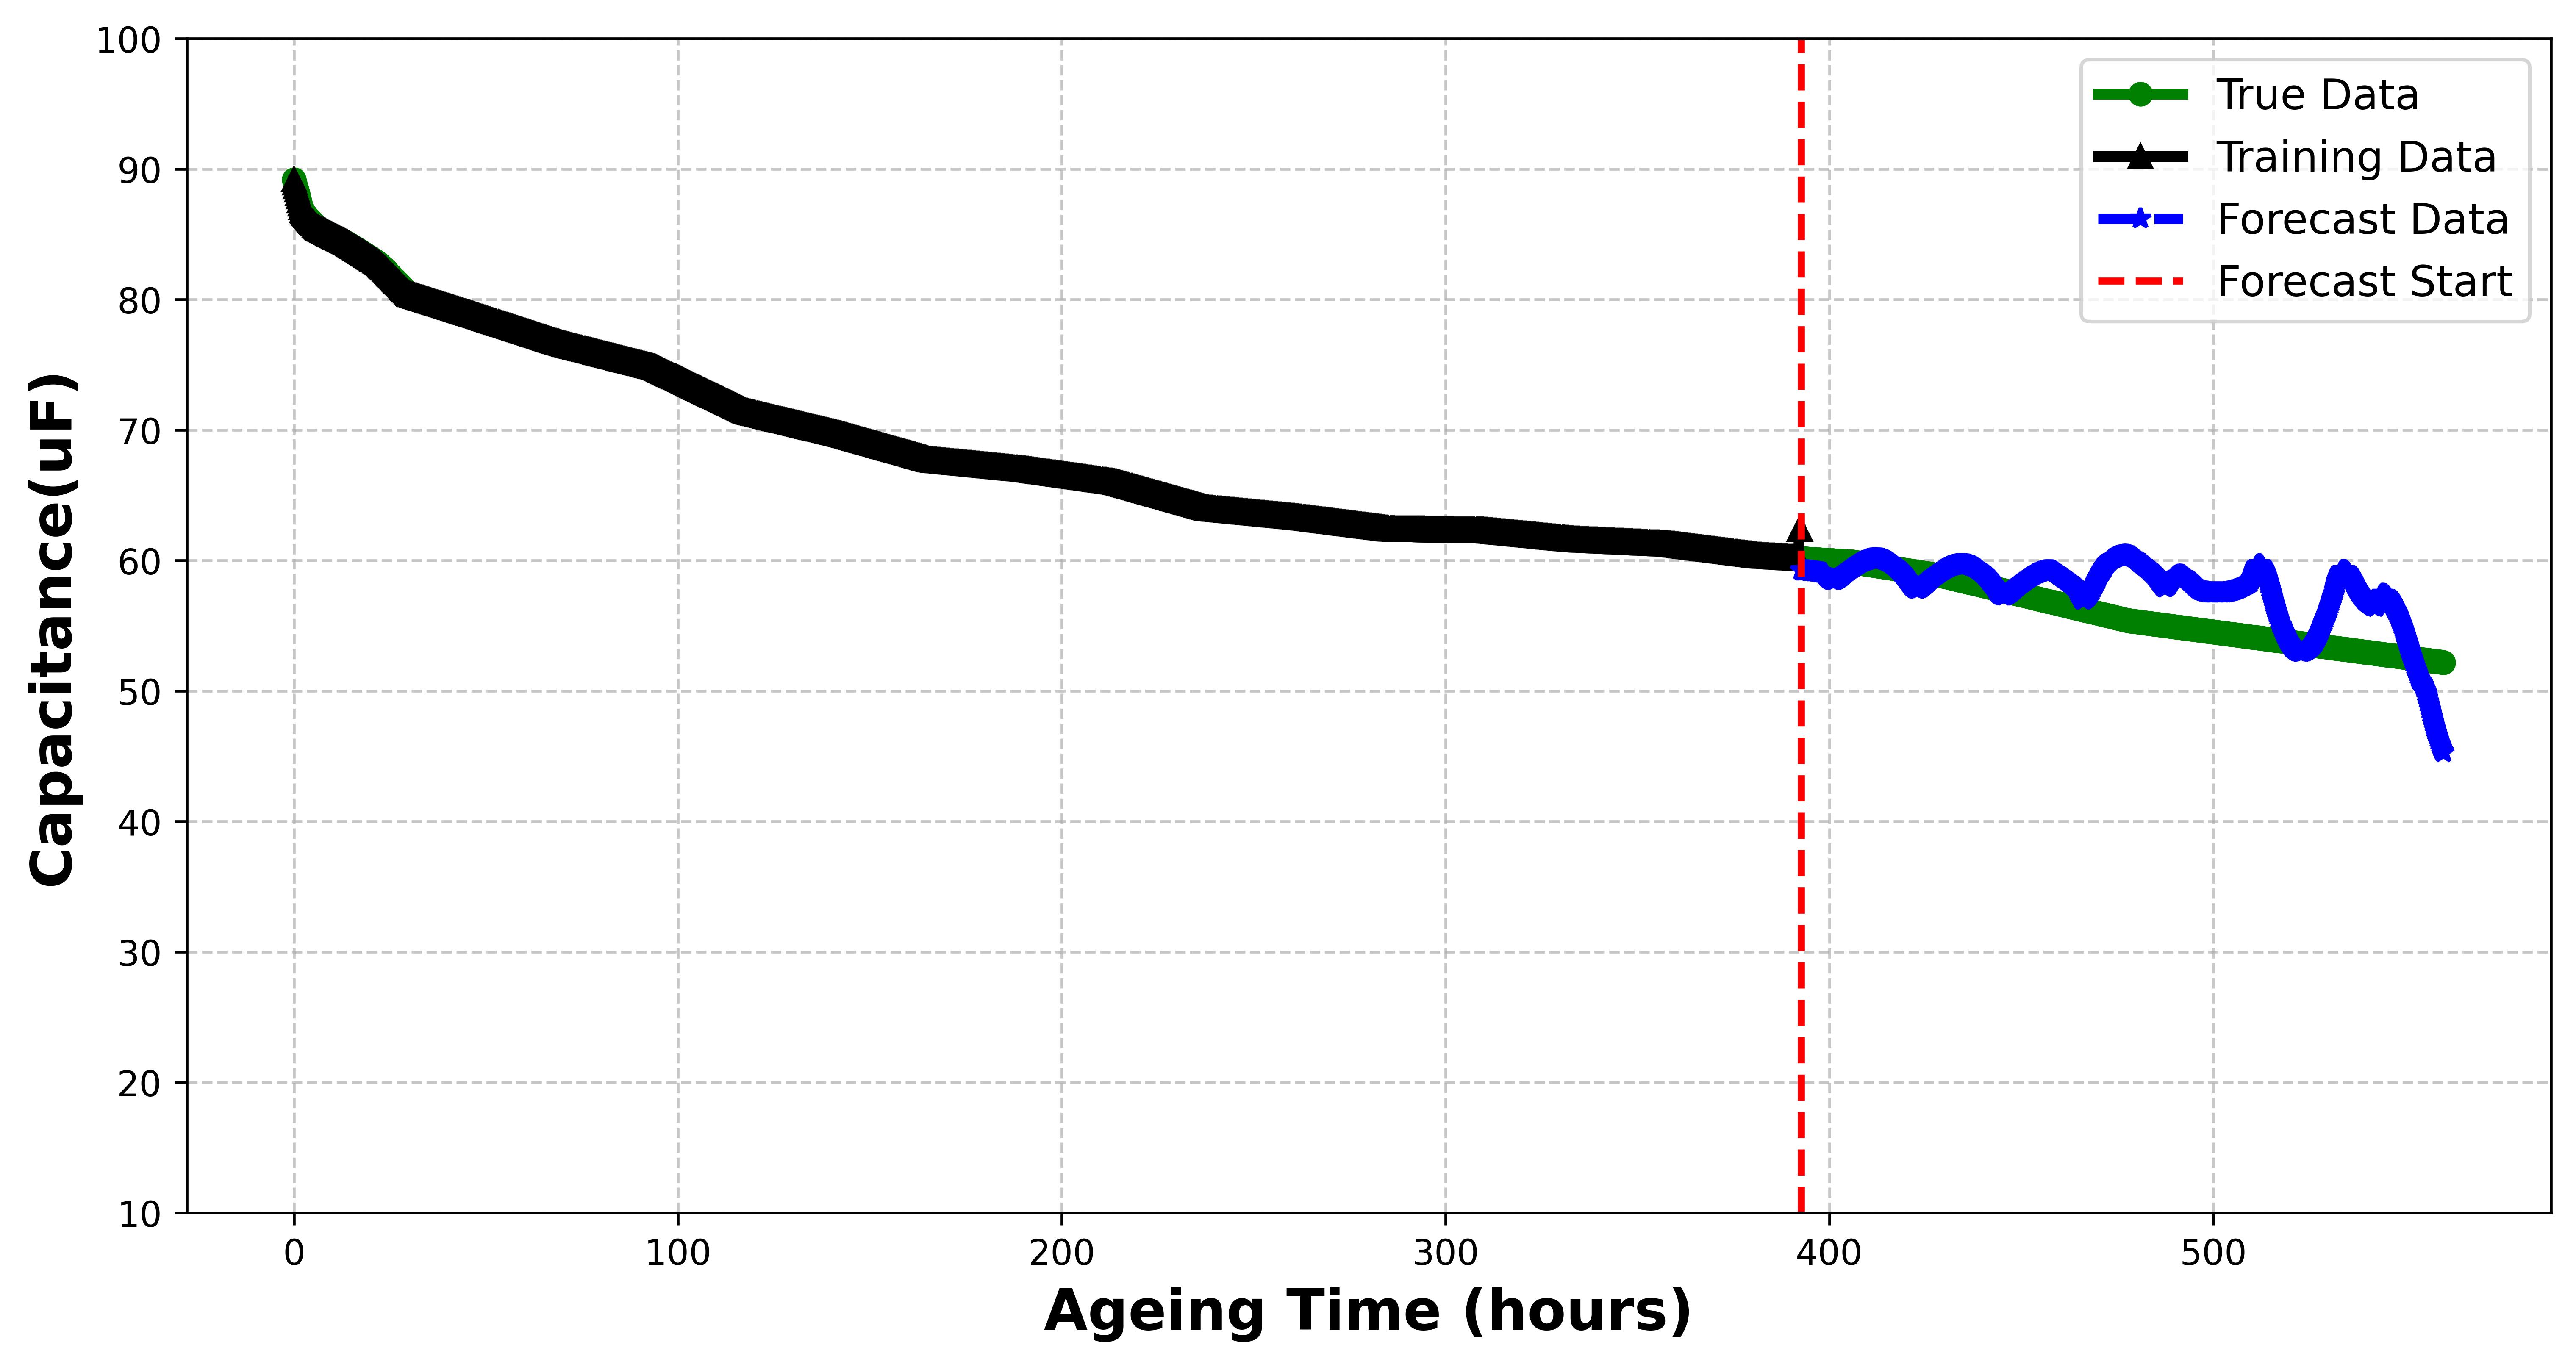 100
90
80
70
60
50
40
30
20
10
Capacitance(uF)
True Data
Training Data
Forecast Data
Forecast Start
0 100 200 300 400 500
Ageing Time (hours)